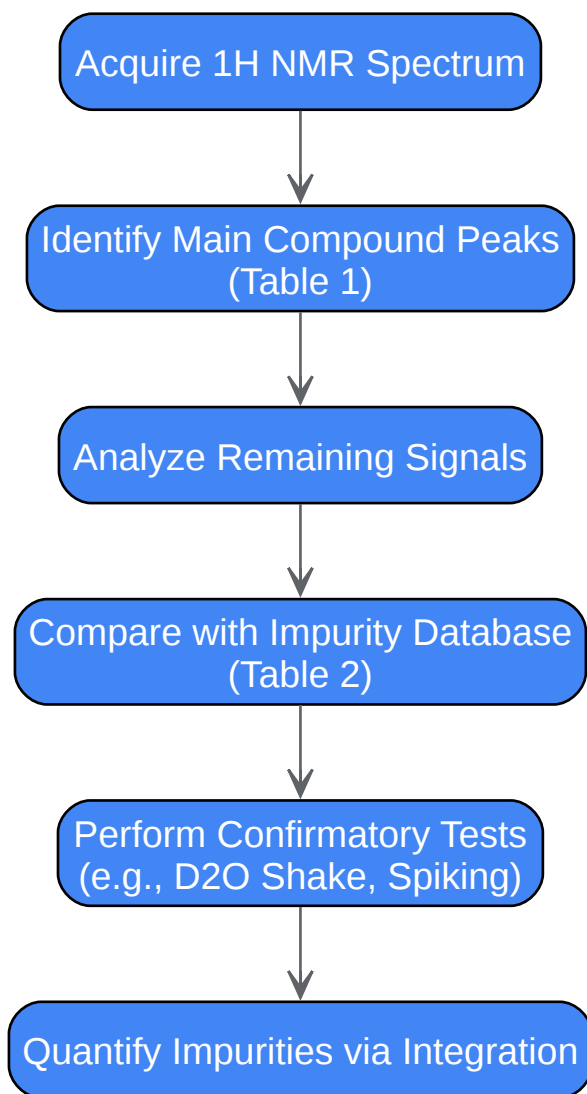 Acquire 1H NMR Spectrum
Identify Main Compound Peaks
(Table 1)
Analyze Remaining Signals
Compare with Impurity Database
(Table 2)
Perform Confirmatory Tests
(e.g., D2O Shake, Spiking)
Quantify Impurities via Integration